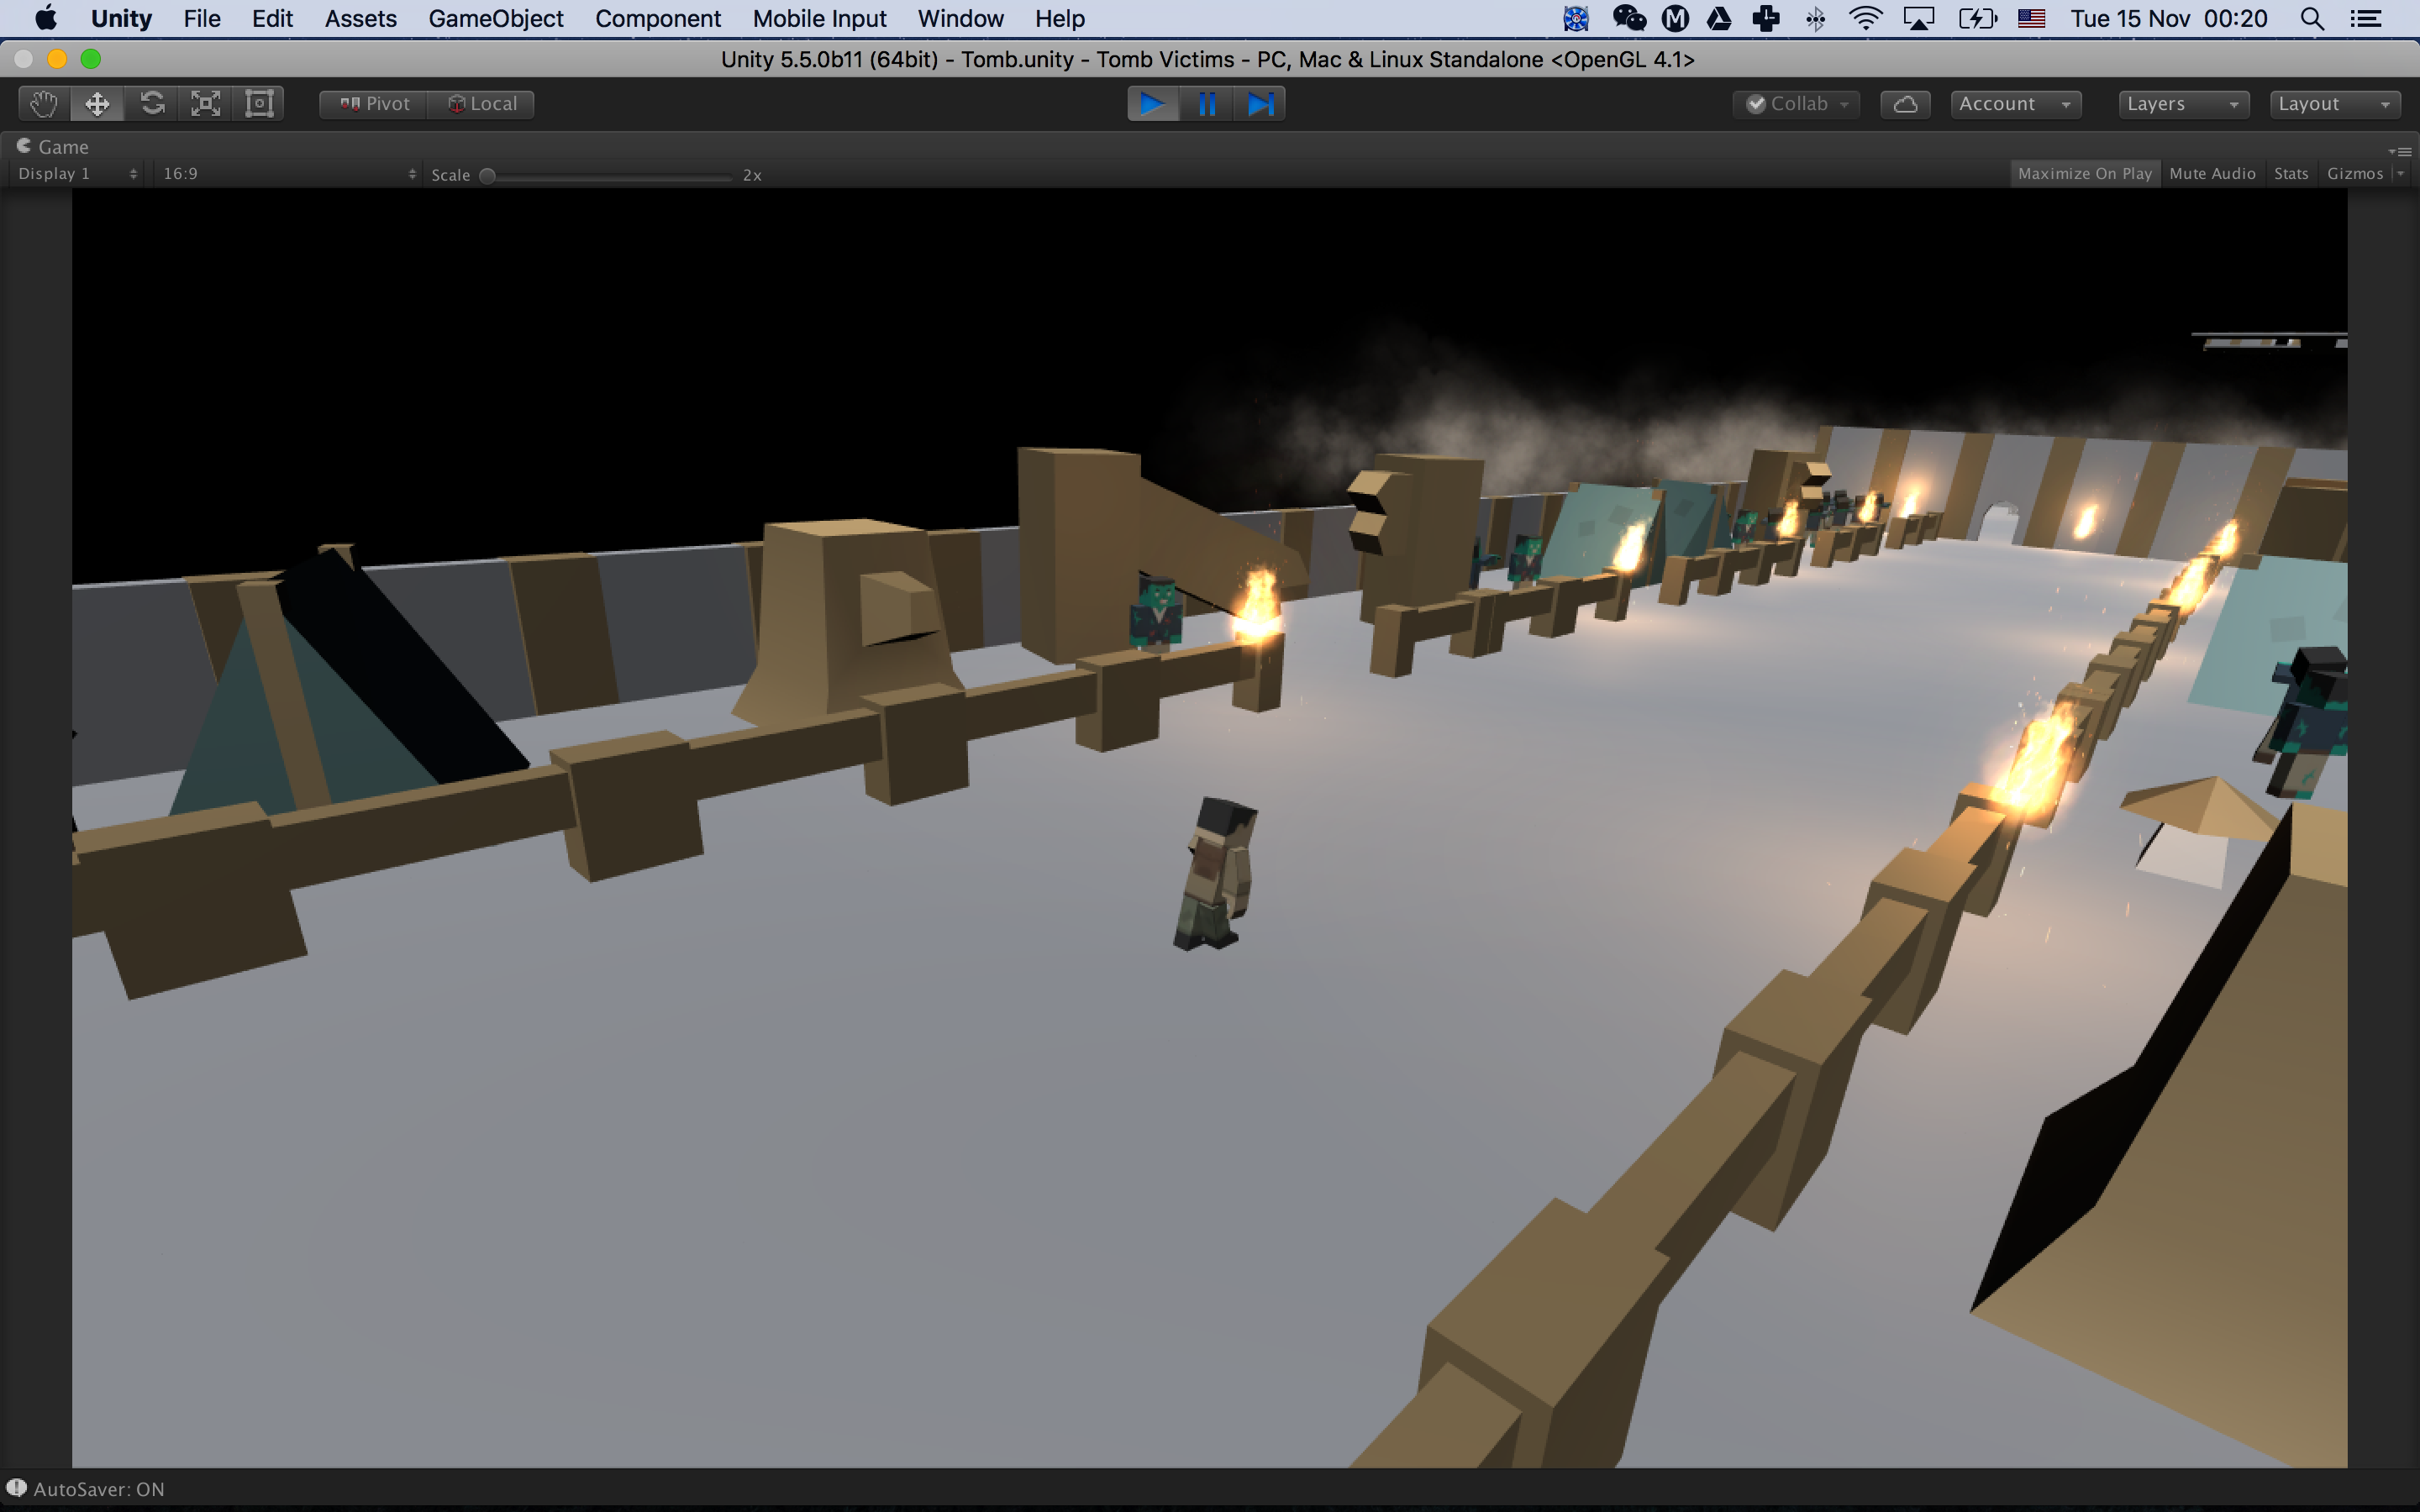 Unity File Edit Assets GameObject Component Mobile Input Window Help Tue 15 Nov 00:20
Unity 5.5.0b11 (64bit) - Tomb.unity - Tomb Victims - PC, Mac & Linux Standalone <OpenGL 4.1>
Pivot Local Collab Account Layers Layout
Game
Display 1 16:9 Scale 2x Maximize On Play Mute Audio Stats Gizmos
AutoSaver: ON